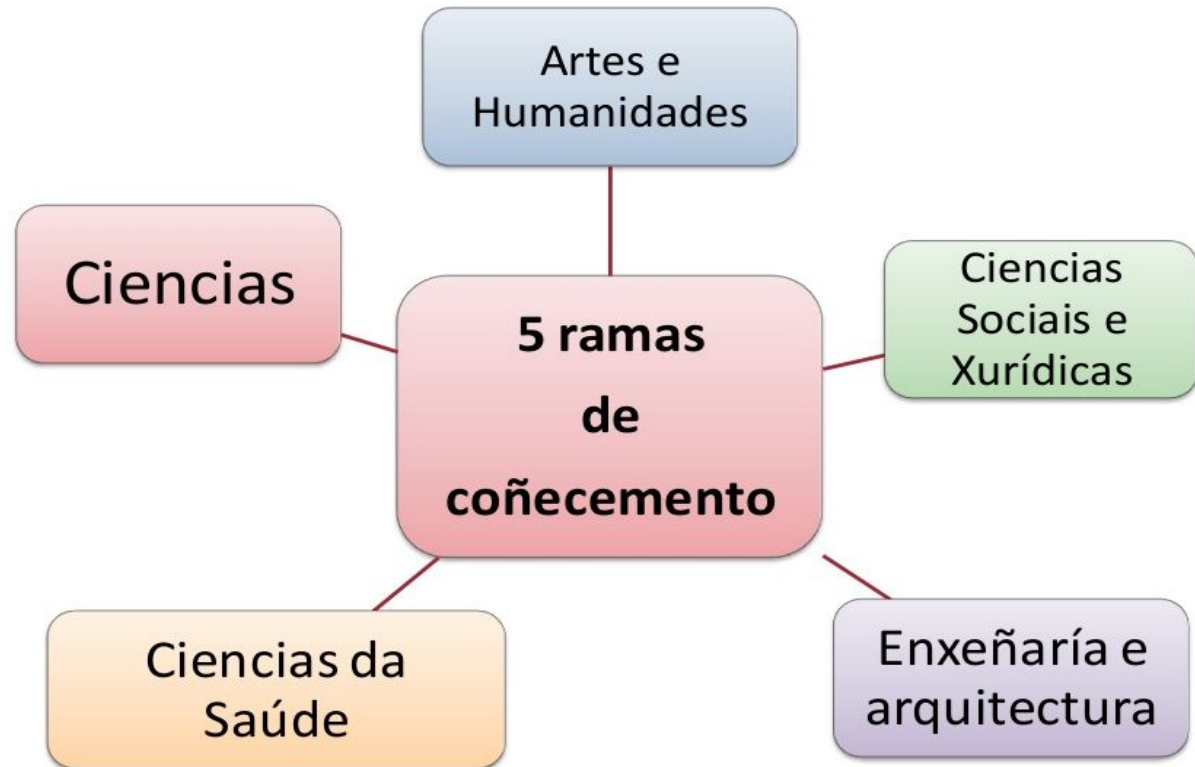 Artes e
Humanidades
Ciencias
Ciencias
Sociais e
Xurídicas
5 ramas
de
coñecemento
Ciencias da
Saúde
Enxeñaría e
arquitectura